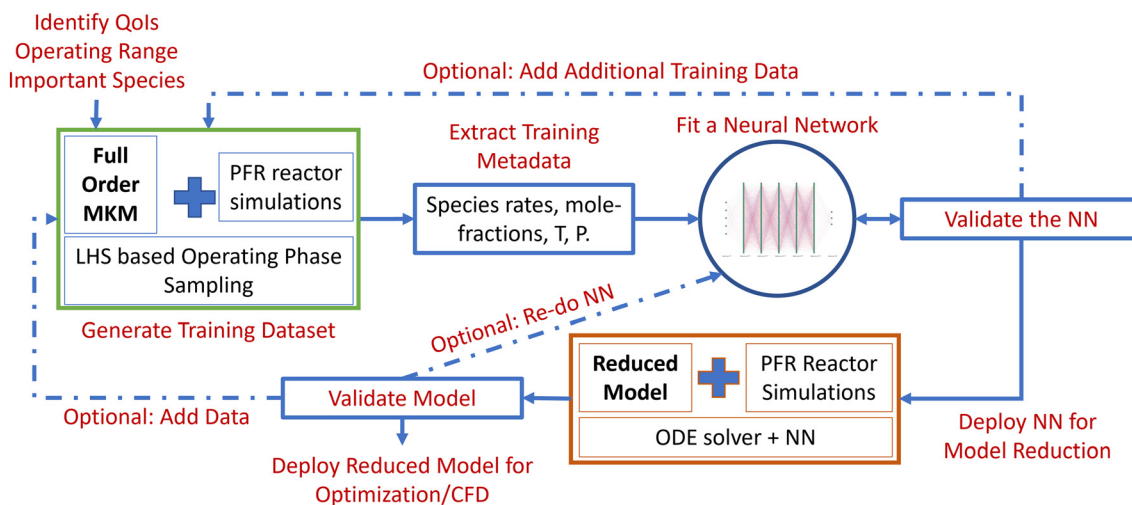 Identify QoIs
Operating Range
Important Species
Optional: Add Additional Training Data
Full
Order
MKM
PFR reactor
simulations
LHS based Operating Phase
Sampling
Generate Training Dataset
Extract Training
Metadata
Species rates, mole-
fractions, T, P.
Fit a Neural Network
Validate the NN
Optional: Re-do NN
Reduced
Model
PFR Reactor
Simulations
ODE solver + NN
Deploy NN for
Model Reduction
Validate Model
Optional: Add Data
Deploy Reduced Model for
Optimization/CFD